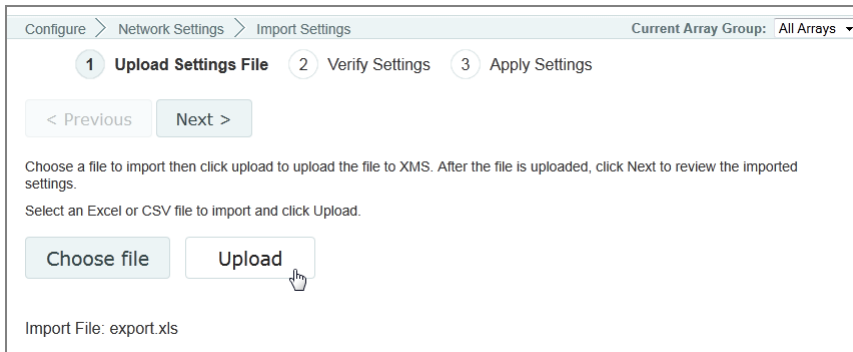 Configure > Network Settings > Import Settings Current Array Group: All Arrays
1 Upload Settings File 2 Verify Settings 3 Apply Settings
< Previous Next >
Choose a file to import then click upload to upload the file to XMS. After the file is uploaded, click Next to review the imported
settings.
Select an Excel or CSV file to import and click Upload.
Choose file Upload
Import File: export.xls